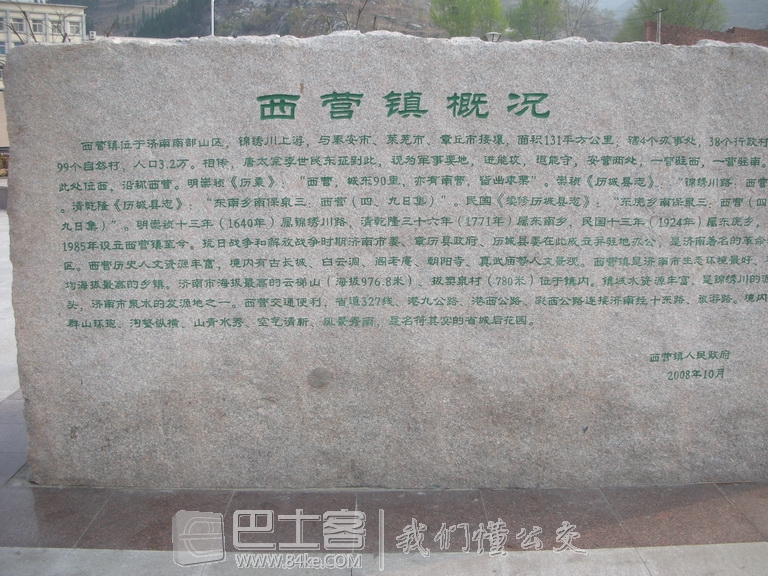 西营镇概况
西营镇位于济南南部山区，锦绣川上游，与泰安市、莱芜市、章丘市接壤，面积131平方公里，辖4个办事处，38个行政村
99个自然村，人口3.2万。相传，唐太宗李世民东征到此，视为军事要地，进能攻，退能守，安营两处，一营驻西，一营驻南。
此处位西，沿称西营。明崇祯《历乘》：“西营，城东90里，亦有南营，皆出求粟”。崇祯《历城县志》：“锦绣川路：西营
。清乾隆《历城县志》：“东南乡南保泉三：西营（四、九日集）”。民国《续修历城县志》：“东庑乡南保泉三：西营（四、
九日集）”。明崇祯十三年（1640年）属锦绣川路，清乾隆三十六年（1771年）属东南乡，民国十三年（1924年）属东庑乡，
1985年设立西营镇至今。抗日战争和解放战争时期济南市委、章历县政府、历城县委在此成立并驻地办公，是济南著名的革命
区。西营历史人文资源丰富，境内有古长城、白云洞、阁老庵、朝阳寺、真武庙等人文景观。西营镇是济南市生态环境最好、
均海拔最高的乡镇。济南市海拔最高的云梯山（海拔976.8米）、拔槊泉村（780米）位于镇内。镇域水资源丰富，是锦绣川的源
头，济南市泉水的发源地之一。西营交通便利，省道327线、港九公路、港西公路、彩西公路连接济南经十东路、旅游路。境内
群山环抱，沟壑纵横，山青水秀，空气清新，风景秀丽，是名符其实的省城后花园。
西营镇人民政府
2008年10月
巴士客
www.84ke.com
我们懂公交